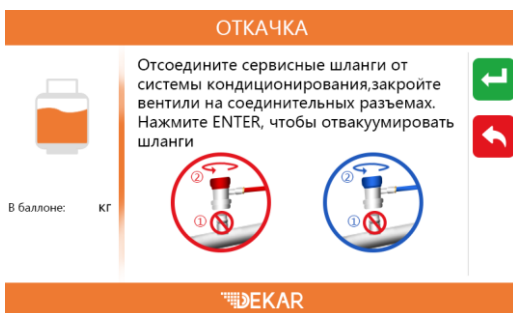 ОТКАЧКА
Отсоедините сервисные шланги от
системы кондиционирования,закройте
вентили на соединительных разъемах.
Нажмите ENTER, чтобы отвакуумировать
шланги
② ②
① ①
В баллоне: кг
DEKAR